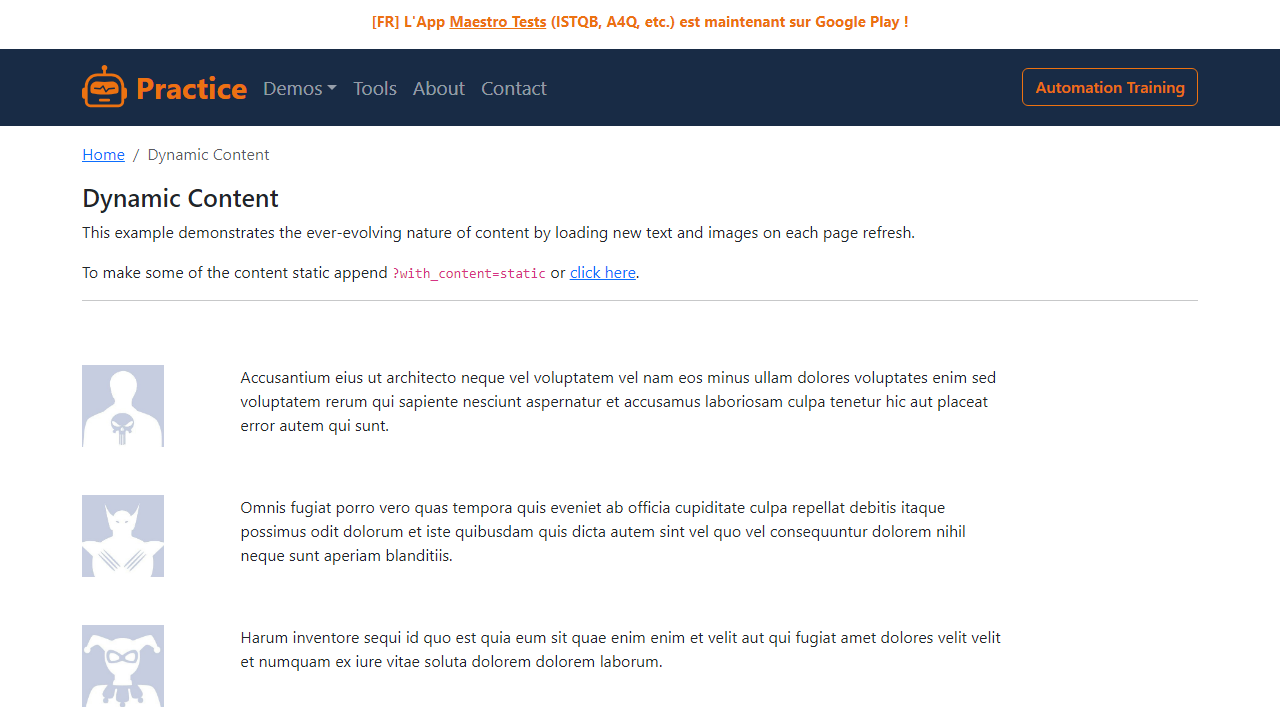 [FR] L'App Maestro Tests (ISTQB, A4Q, etc.) est maintenant sur Google Play !
Practice Demos Tools About Contact Automation Training
Home / Dynamic Content
Dynamic Content
This example demonstrates the ever-evolving nature of content by loading new text and images on each page refresh.
To make some of the content static append ?with_content=static or click here.
Accusantium eius ut architecto neque vel voluptatem vel nam eos minus ullam dolores voluptates enim sed
voluptatem rerum qui sapiente nesciunt aspernatur et accusamus laboriosam culpa tenetur hic aut placeat
error autem qui sunt.
Omnis fugiat porro vero quas tempora quis eveniet ab officia cupiditate culpa repellat debitis itaque
possimus odit dolorum et iste quibusdam quis dicta autem sint vel quo vel consequuntur dolorem nihil
neque sunt aperiam blanditiis.
Harum inventore sequi id quo est quia eum sit quae enim enim et velit aut qui fugiat amet dolores velit velit
et numquam ex iure vitae soluta dolorem dolorem laborum.